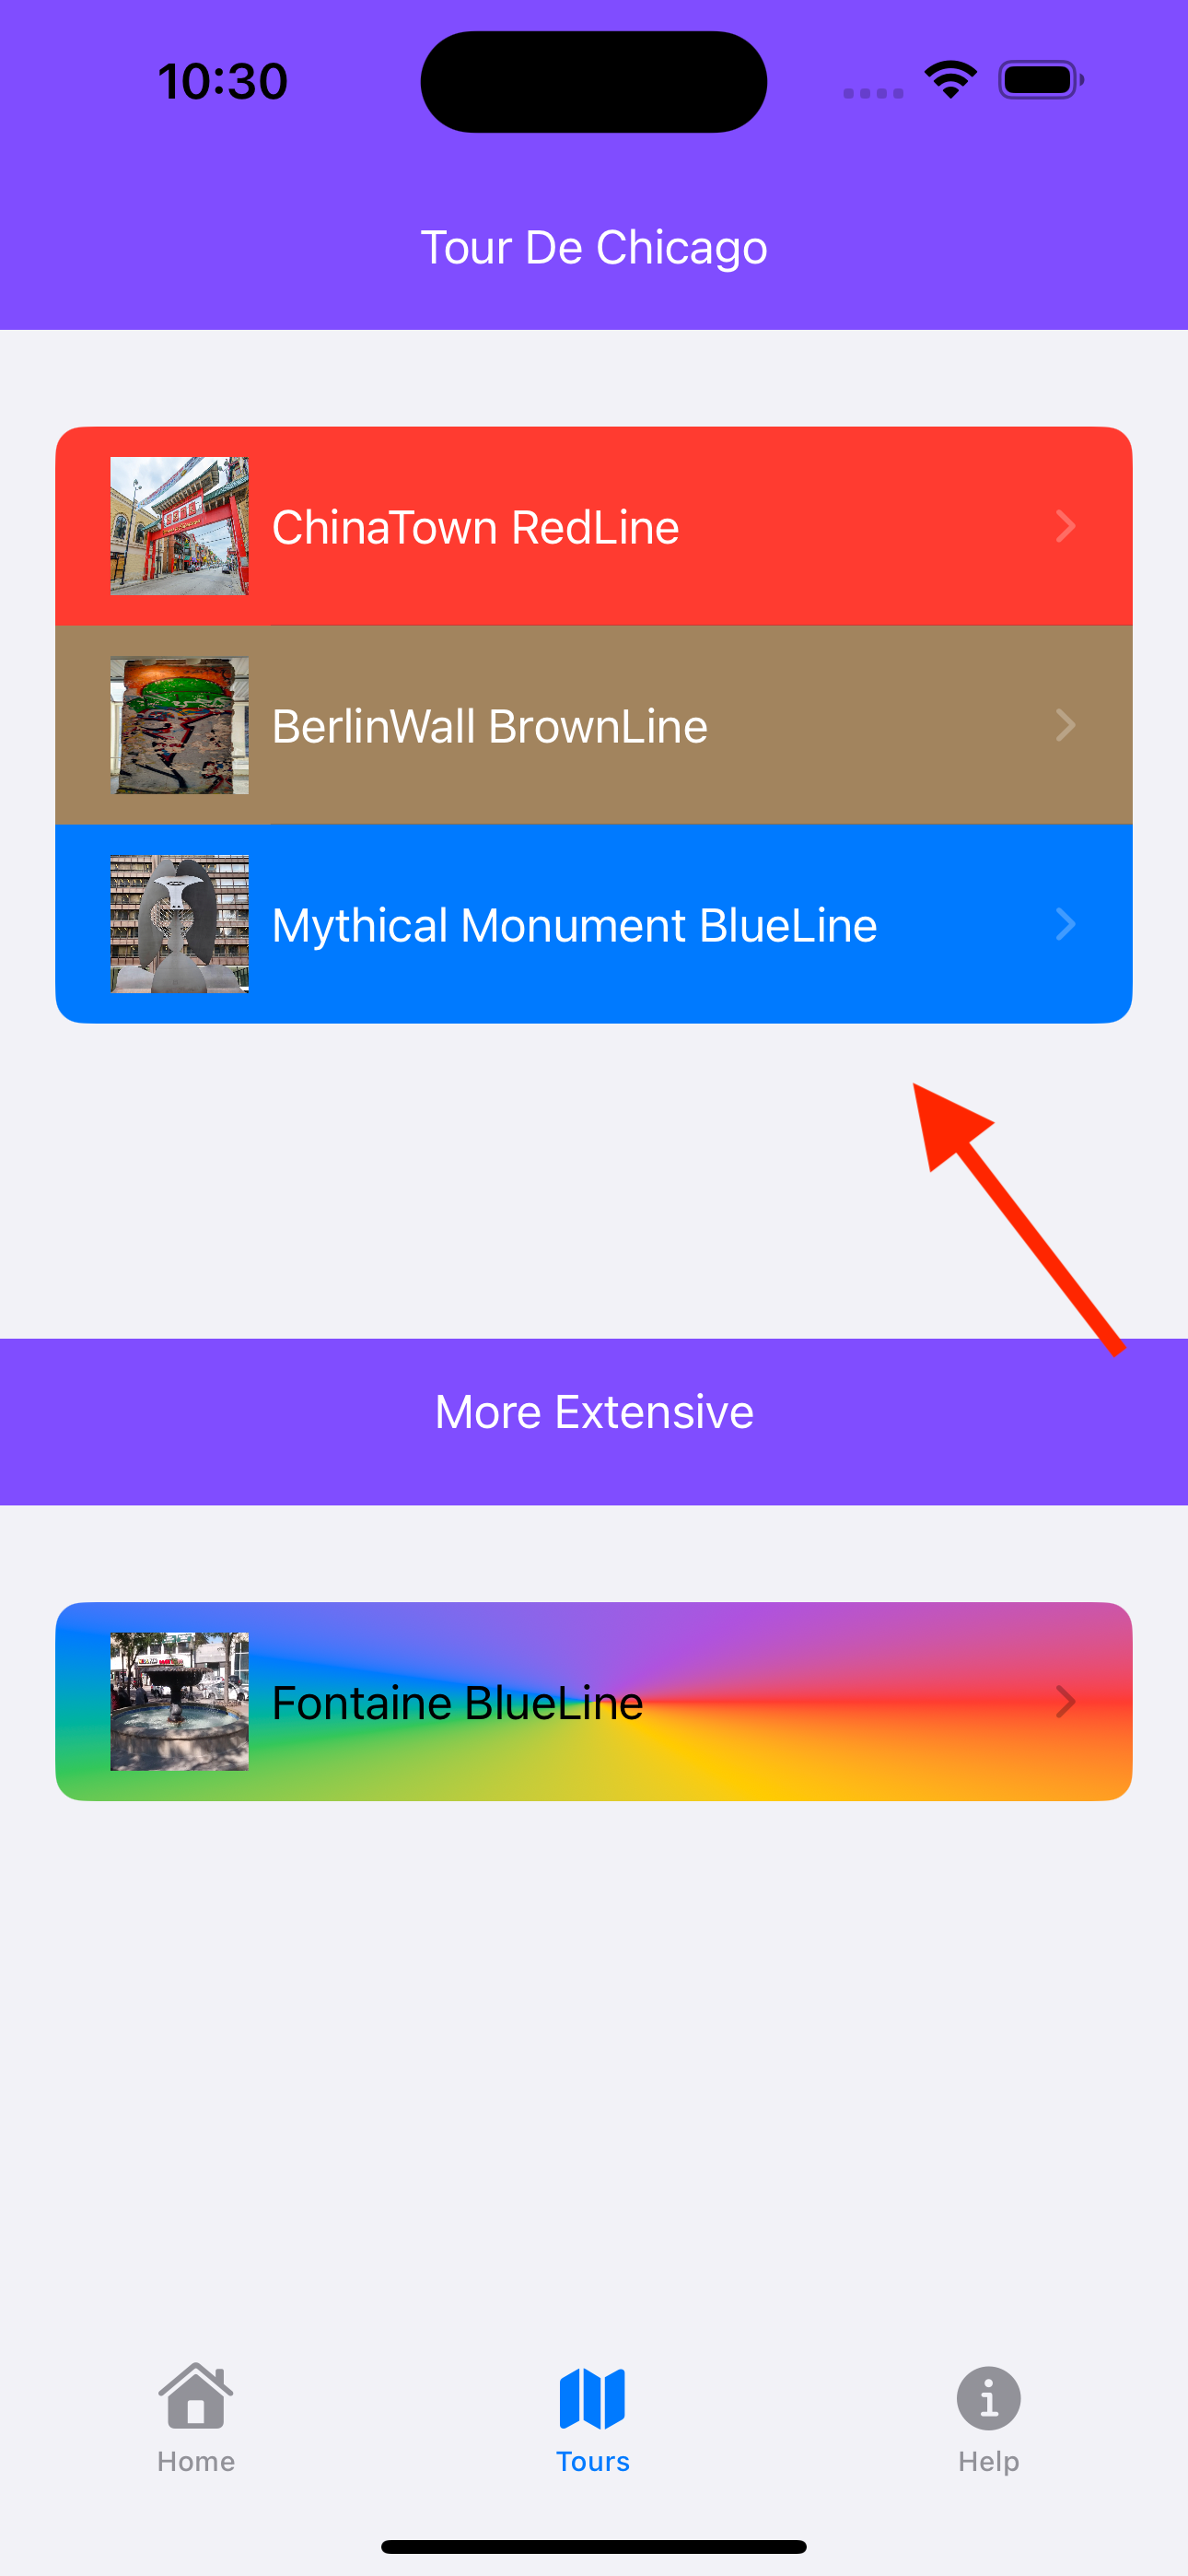 10:30
Tour De Chicago
ChinaTown RedLine
BerlinWall BrownLine
Mythical Monument BlueLine
More Extensive
Fontaine BlueLine
Home
Tours
Help